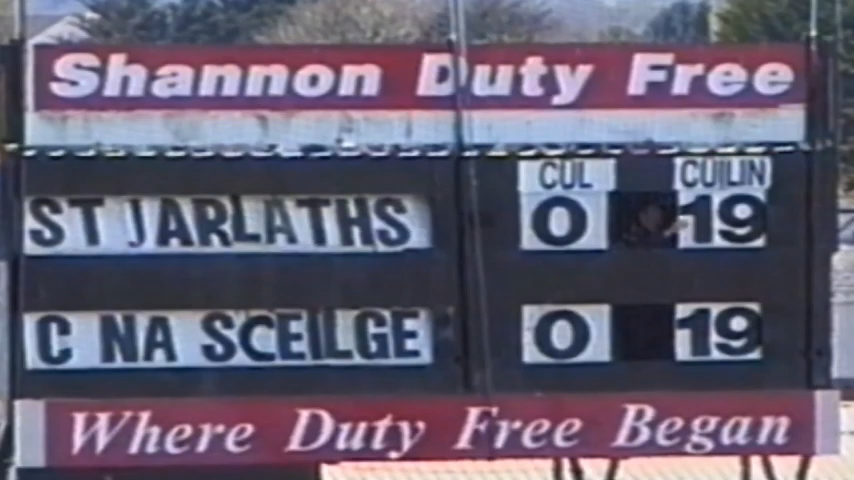 Shannon Duty Free
CUL CUILIN
ST JARLATHS 0 19
C NA SCEILGE 0 19
Where Duty Free Began